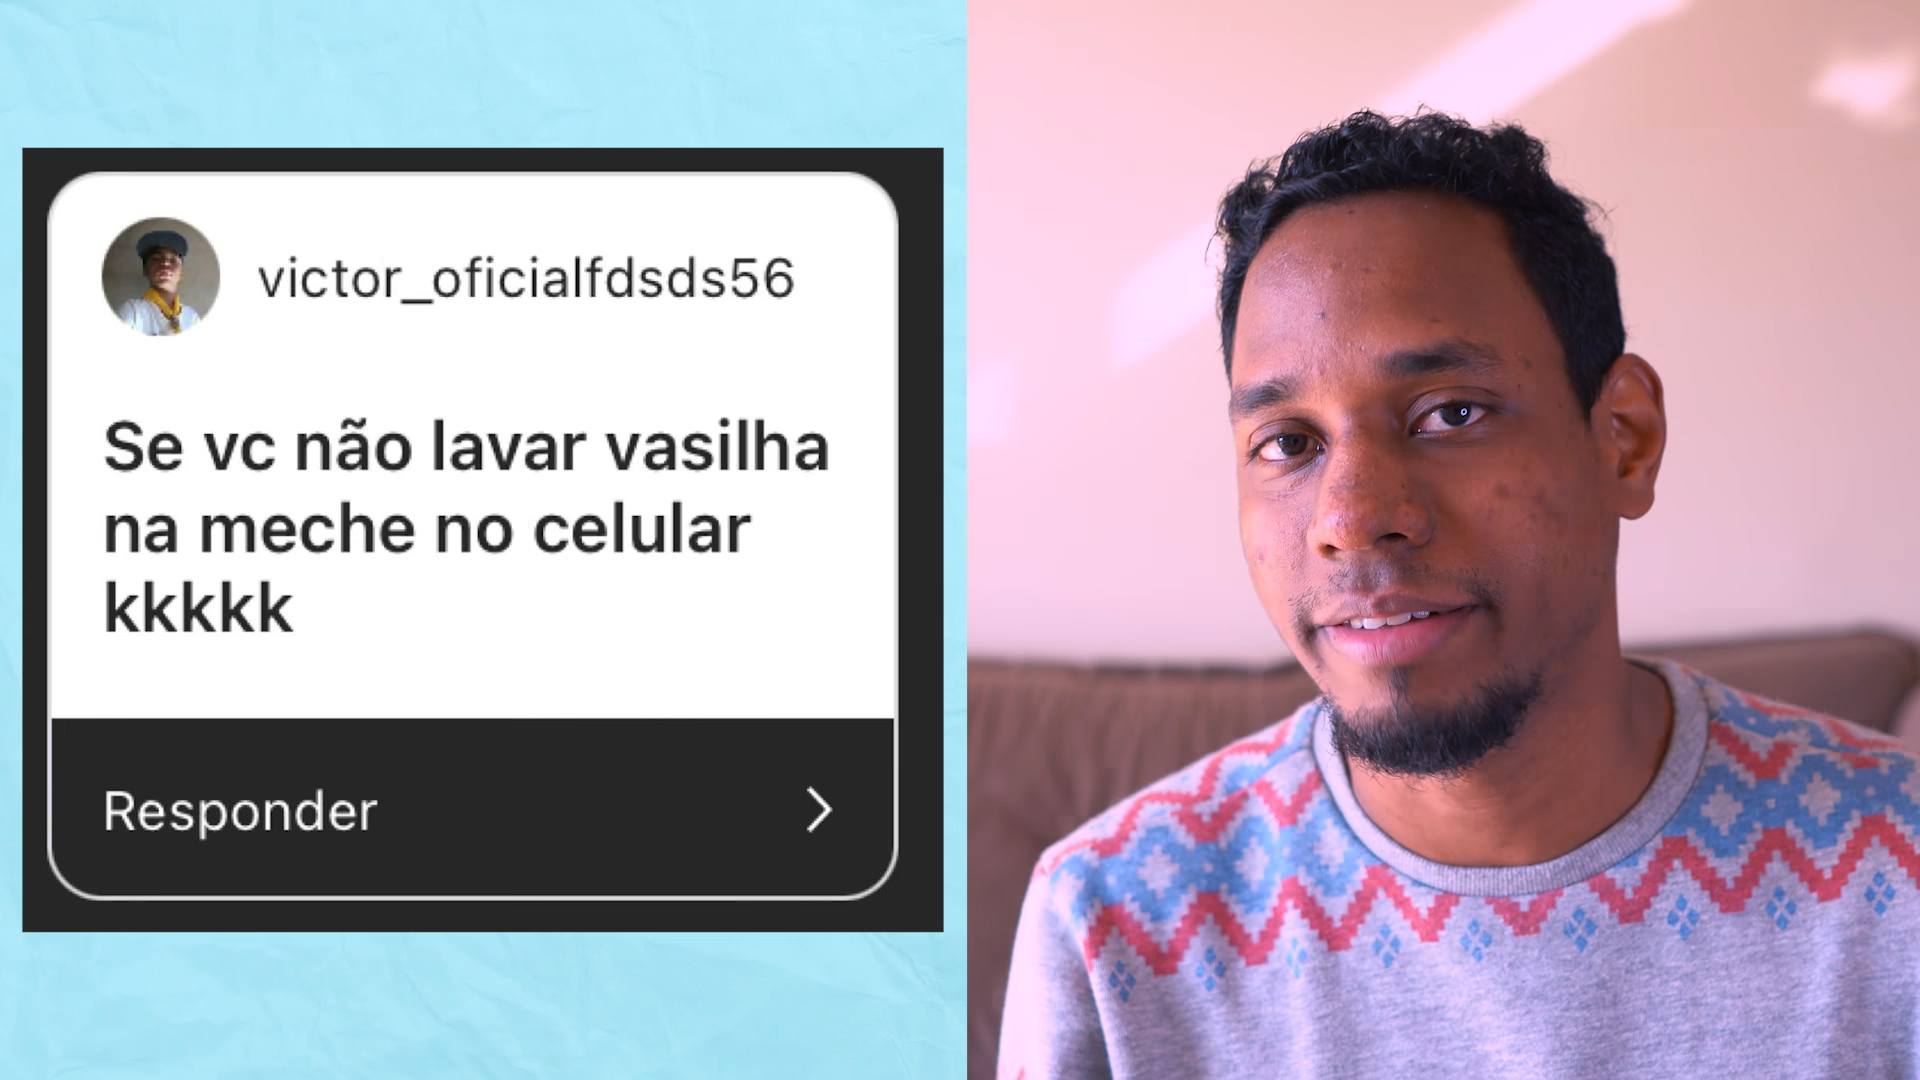 victor_oficialfdsds56
Se vc não lavar vasilha
na meche no celular
kkkkk
Responder